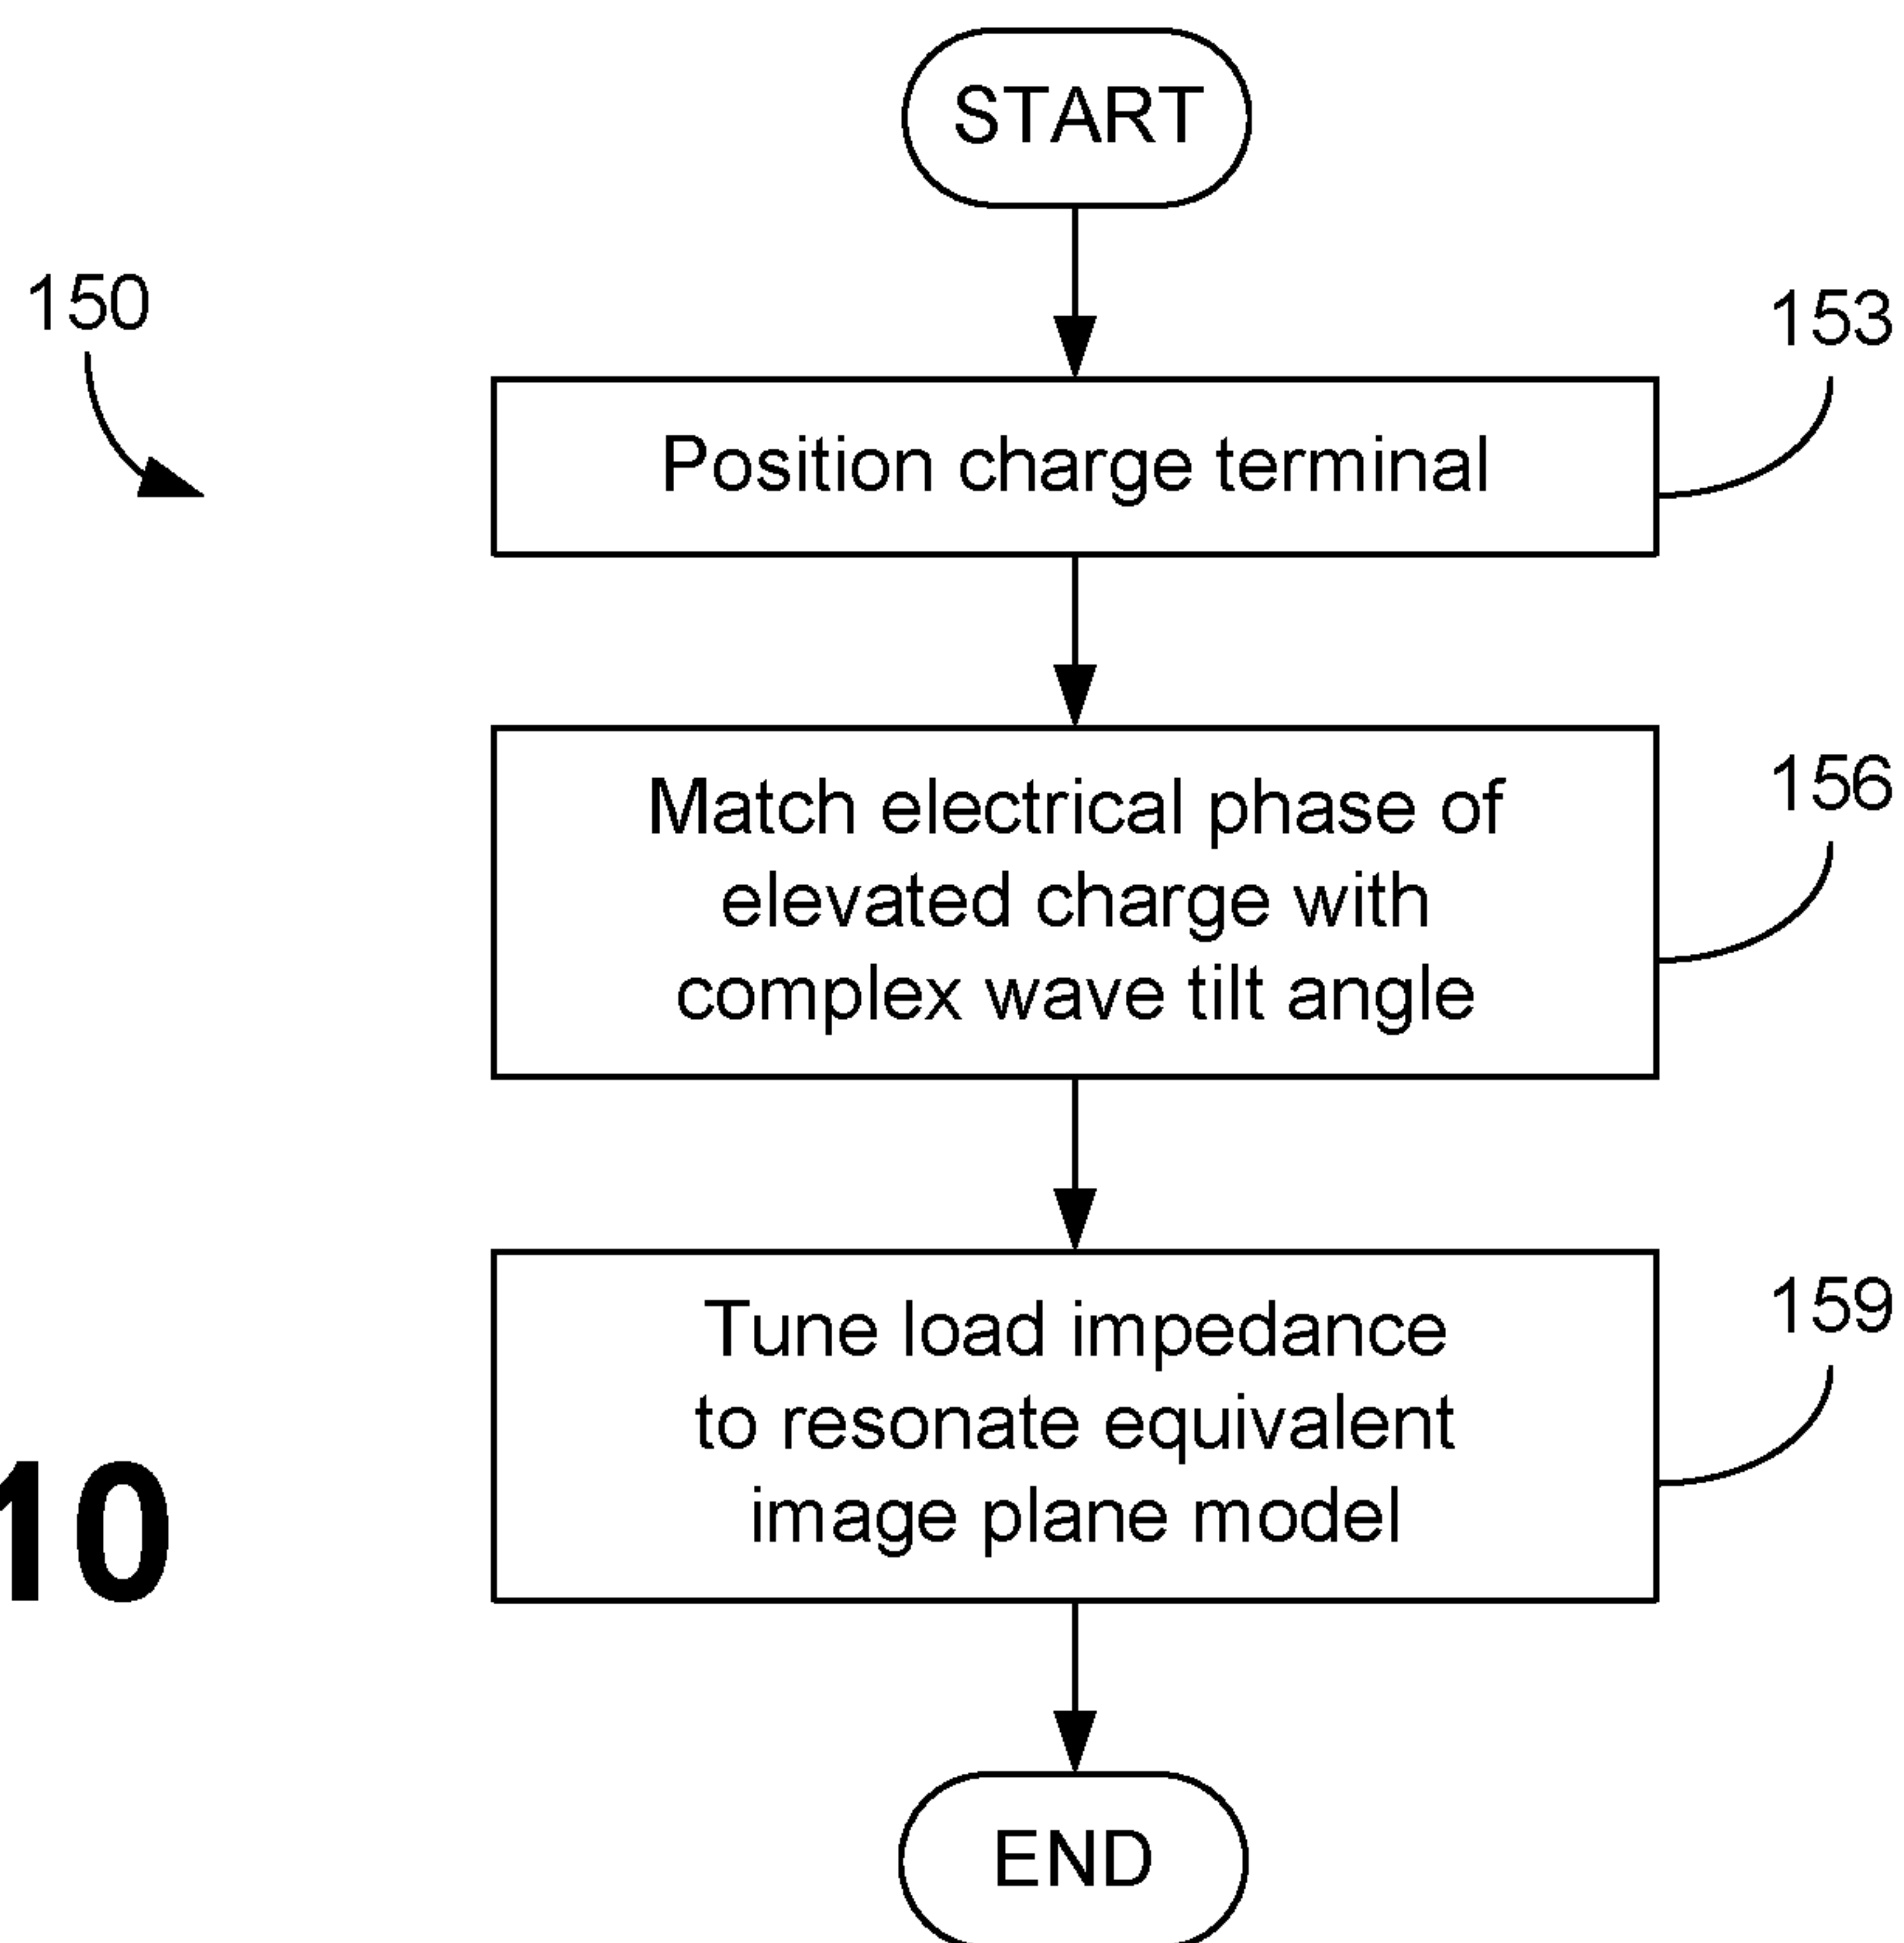 START
150
153
Position charge terminal
156
Match electrical phase of
elevated charge with
complex wave tilt angle
159
Tune load impedance
to resonate equivalent
image plane model
10
END